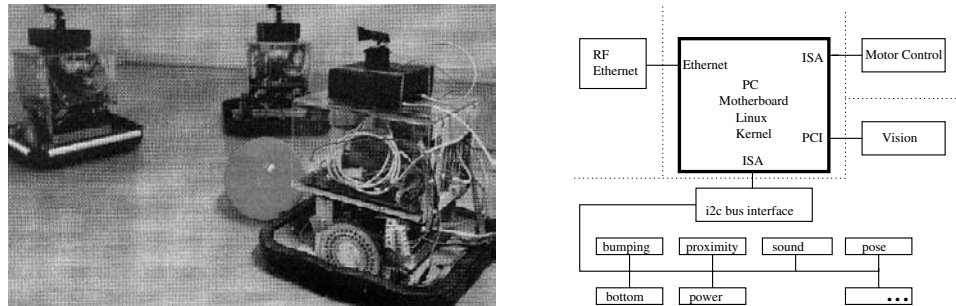 RF
Ethernet
Ethernet
ISA
Motor Control
PC
Motherboard
Linux
Kernel
PCI
Vision
ISA
i2c bus interface
bumping
proximity
sound
pose
bottom
power
...